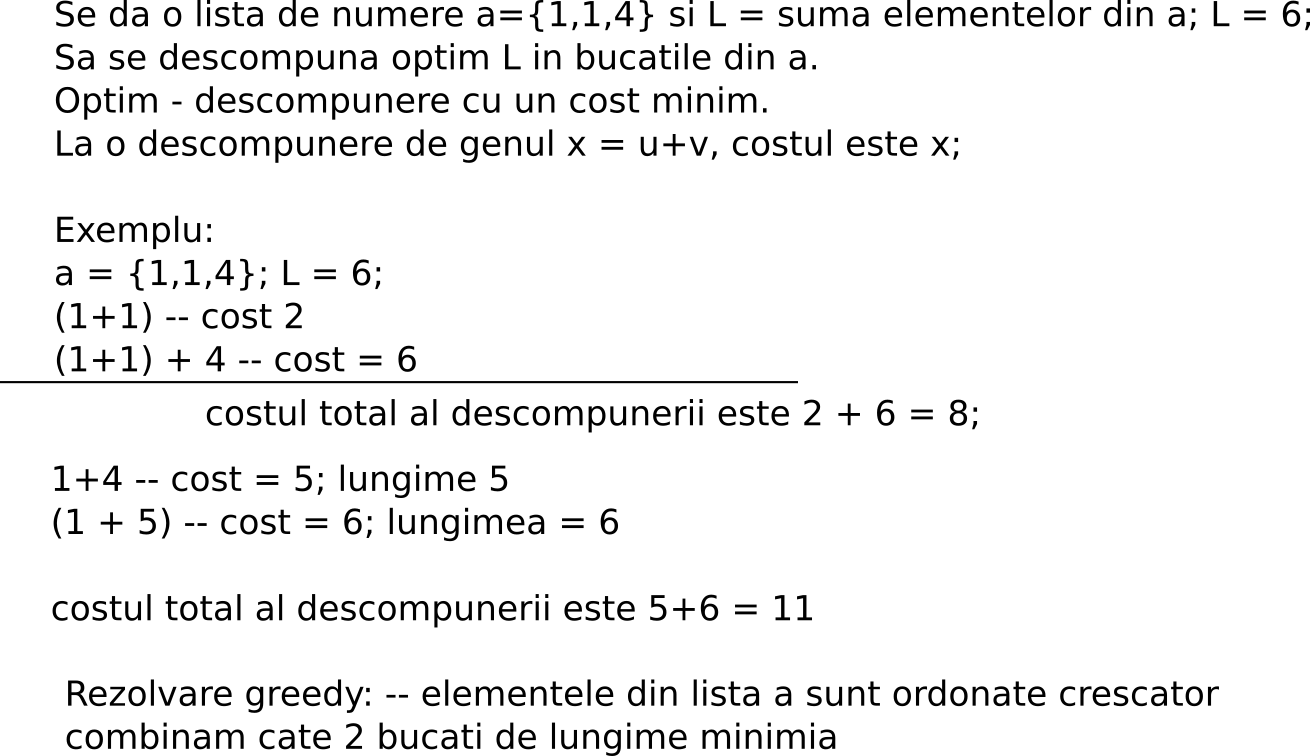 Se da o lista de numere a={1,1,4} si L = suma elementelor din a; L = 6;
Sa se descompuna optim L in bucatile din a.
Optim - descompunere cu un cost minim.
La o descompunere de genul x = u+v, costul este x;
Exemplu:
a = {1,1,4}; L = 6;
(1+1) -- cost 2
(1+1) + 4 -- cost = 6
costul total al descompunerii este 2 + 6 = 8;
1+4 -- cost = 5; lungime 5
(1 + 5) -- cost = 6; lungimea = 6
costul total al descompunerii este 5+6 = 11
Rezolvare greedy: -- elementele din lista a sunt ordonate crescator
combinam cate 2 bucati de lungime minimia